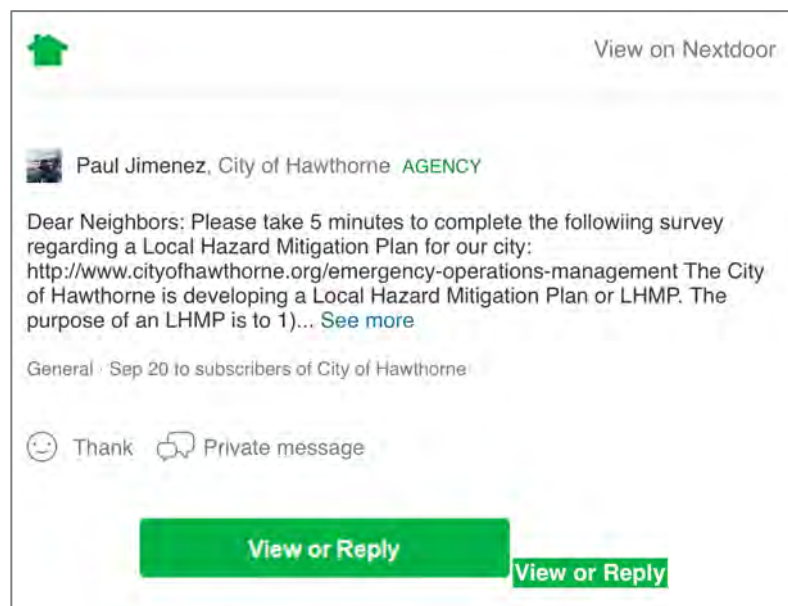 View on Nextdoor
Paul Jimenez, City of Hawthorne AGENCY
Dear Neighbors: Please take 5 minutes to complete the followiing survey
regarding a Local Hazard Mitigation Plan for our city:
http://www.cityofhawthorne.org/emergency-operations-management The City
of Hawthorne is developing a Local Hazard Mitigation Plan or LHMP. The
purpose of an LHMP is to 1)... See more
General · Sep 20 to subscribers of City of Hawthorne
Thank Private message
View or Reply
View or Reply